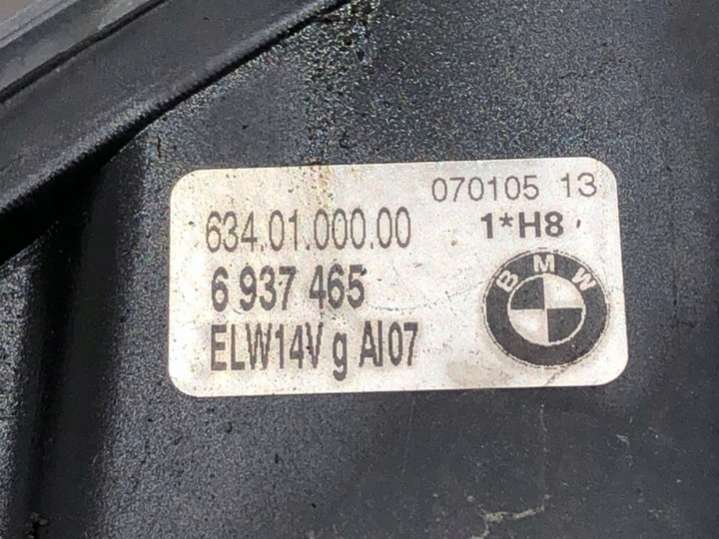 070105 13
634.01.000.00 1*H8
6 937 465
BMW
ELW14V g AI07